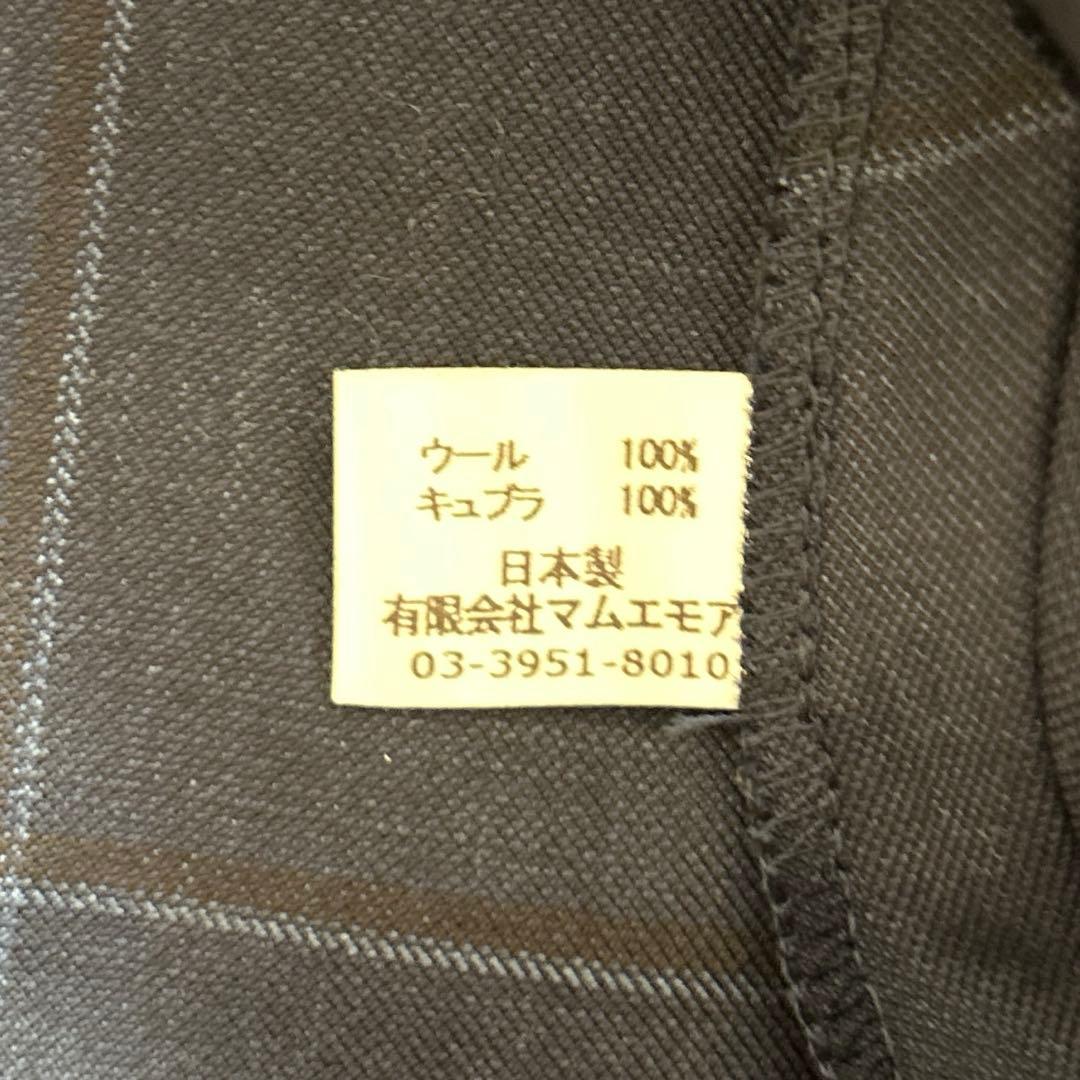 ウール 100%
キュプラ 100%
日本製
有限会社マムエモア
03-3951-8010